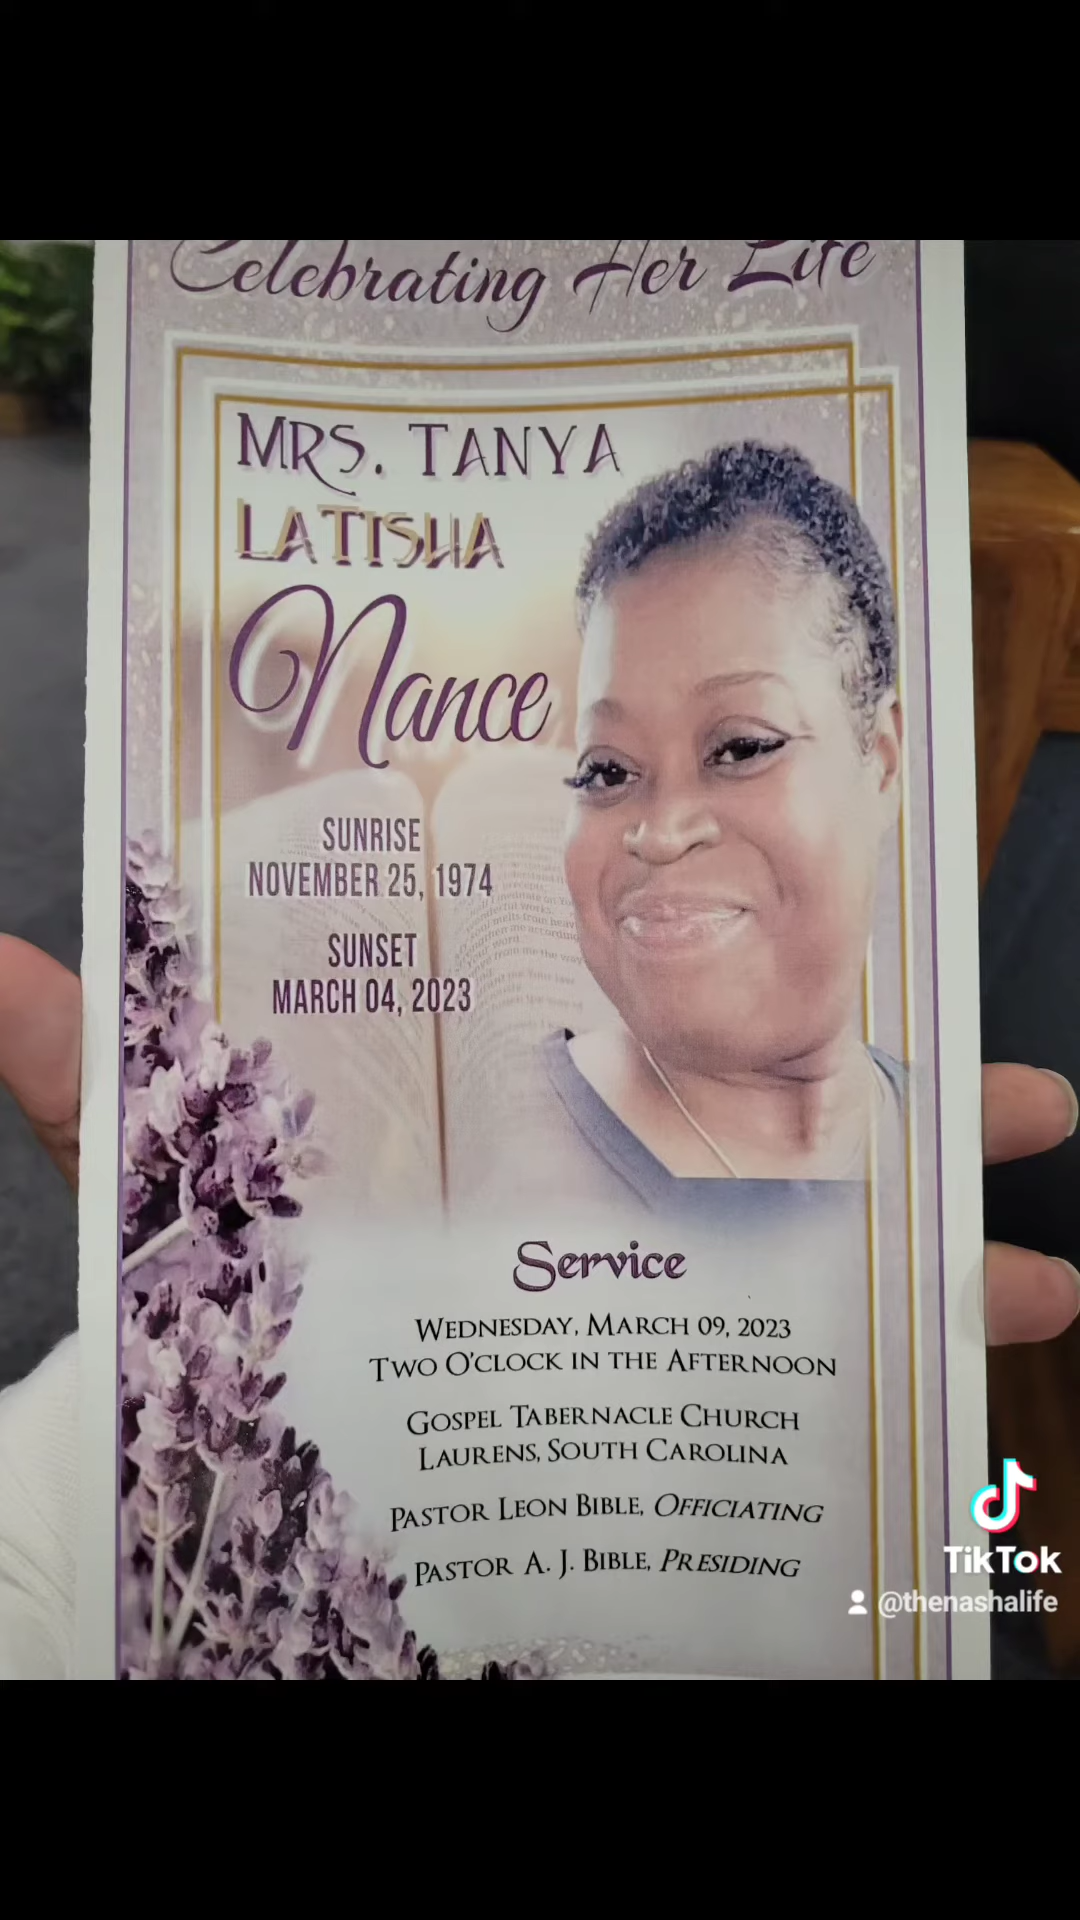 Celebrating Her Life
MRS. TANYA
LATISHA
Nance
SUNRISE
NOVEMBER 25, 1974
SUNSET
MARCH 04, 2023
Service
WEDNESDAY, MARCH 09, 2023
TWO O'CLOCK IN THE AFTERNOON
GOSPEL TABERNACLE CHURCH
LAURENS, SOUTH CAROLINA
PASTOR LEON BIBLE, OFFICIATING
PASTOR A. J. BIBLE, PRESIDING
TikTok
@thenashalife